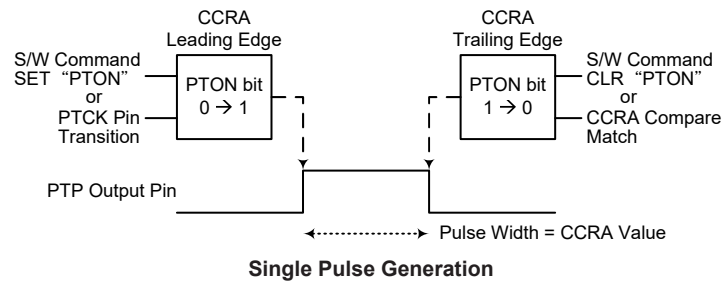 CCRA
Leading Edge
S/W Command
SET “PTON”
or
PTCK Pin
Transition
PTON bit
0 → 1
CCRA
Trailing Edge
PTON bit
1 → 0
S/W Command
CLR “PTON”
or
CCRA Compare
Match
PTP Output Pin
Pulse Width = CCRA Value
Single Pulse Generation